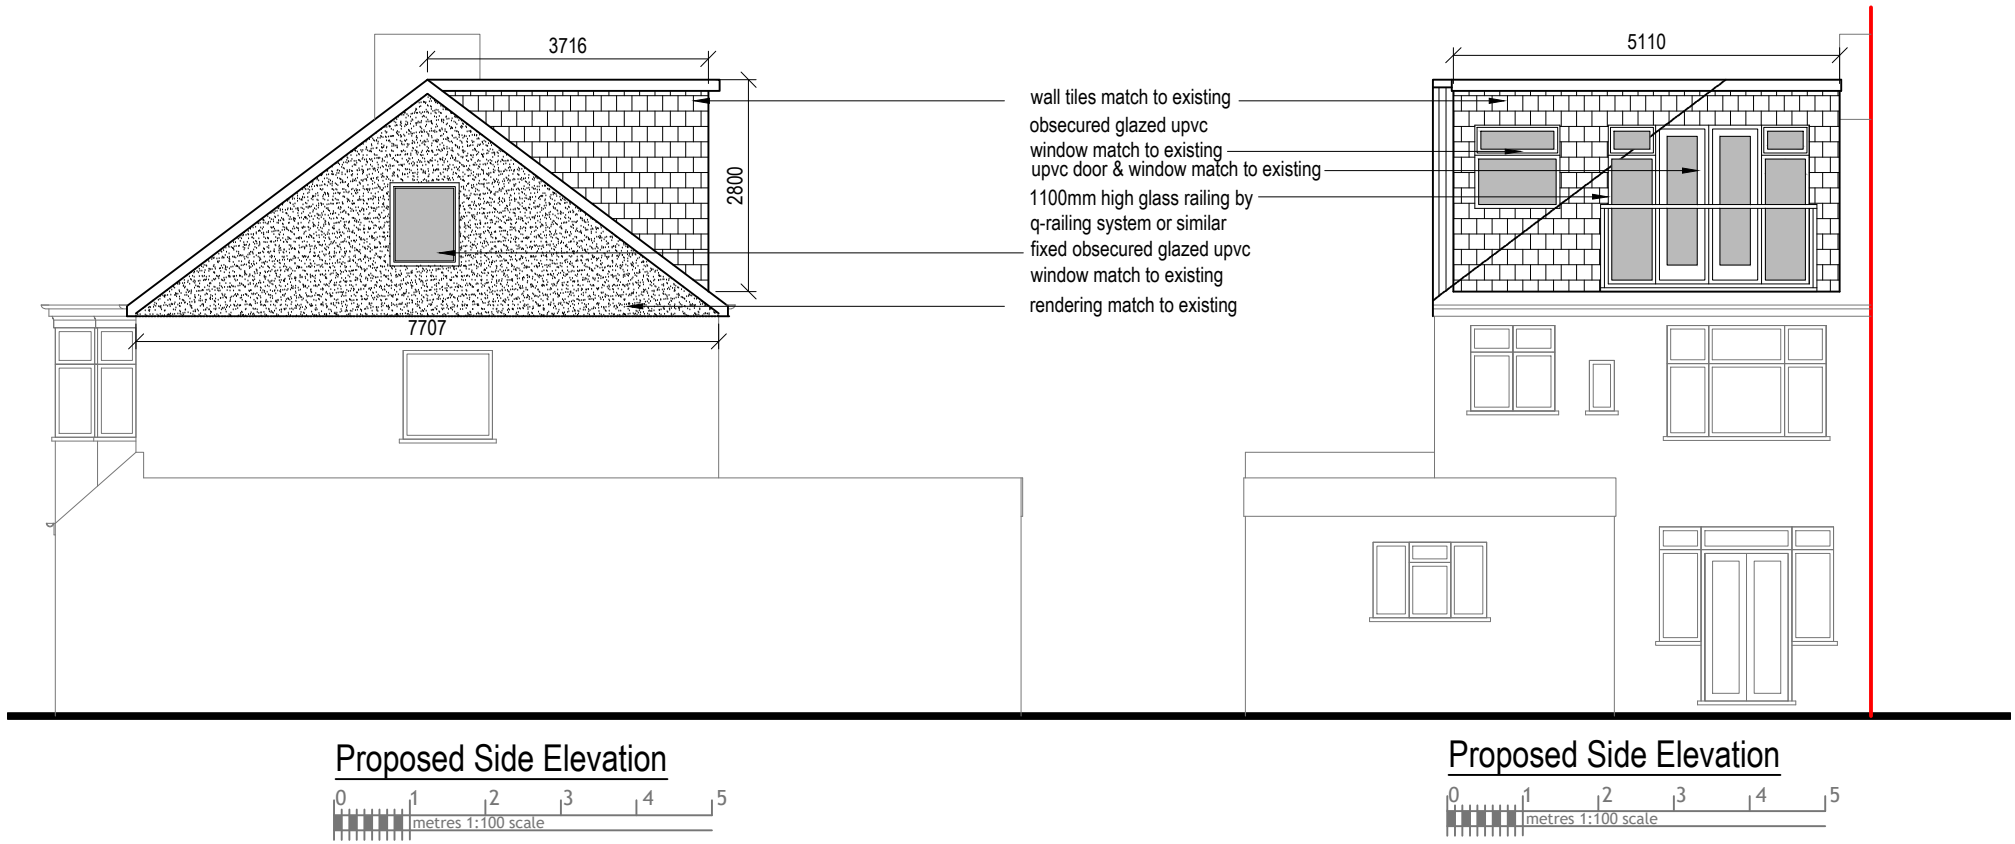 3716
5110
2800
7707
wall tiles match to existing
obsecured glazed upvc
window match to existing
upvc door & window match to existing
1100mm high glass railing by
q-railing system or similar
fixed obsecured glazed upvc
window match to existing
rendering match to existing
Proposed Side Elevation
0 1 2 3 4 5
metres 1:100 scale
Proposed Side Elevation
0 1 2 3 4 5
metres 1:100 scale